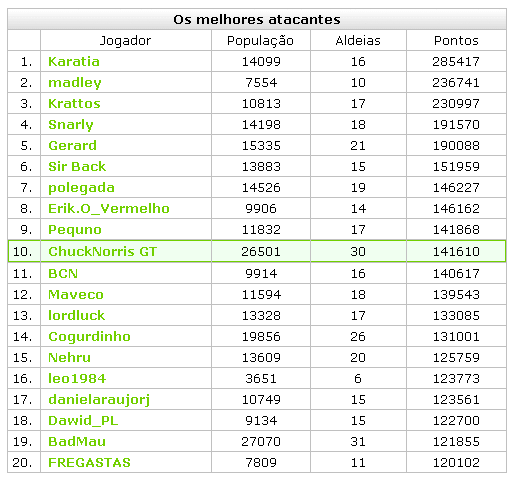 Os melhores atacantes
Jogador População Aldeias Pontos
1. Karatia 14099 16 285417
2. madley 7554 10 236741
3. Krattos 10813 17 230997
4. Snarly 14198 18 191570
5. Gerard 15335 21 190088
6. Sir Back 13883 15 151959
7. polegada 14526 19 146227
8. Erik.O_Vermelho 9906 14 146162
9. Pequno 11832 17 141868
10. ChuckNorris GT 26501 30 141610
11. BCN 9914 16 140617
12. Maveco 11594 18 139543
13. lordluck 13328 17 133085
14. Cogurdinho 19856 26 131001
15. Nehru 13609 20 125759
16. leo1984 3651 6 123773
17. danielaraujorj 10749 15 123561
18. Dawid_PL 9134 15 122700
19. BadMau 27070 31 121855
20. FREGASTAS 7809 11 120102